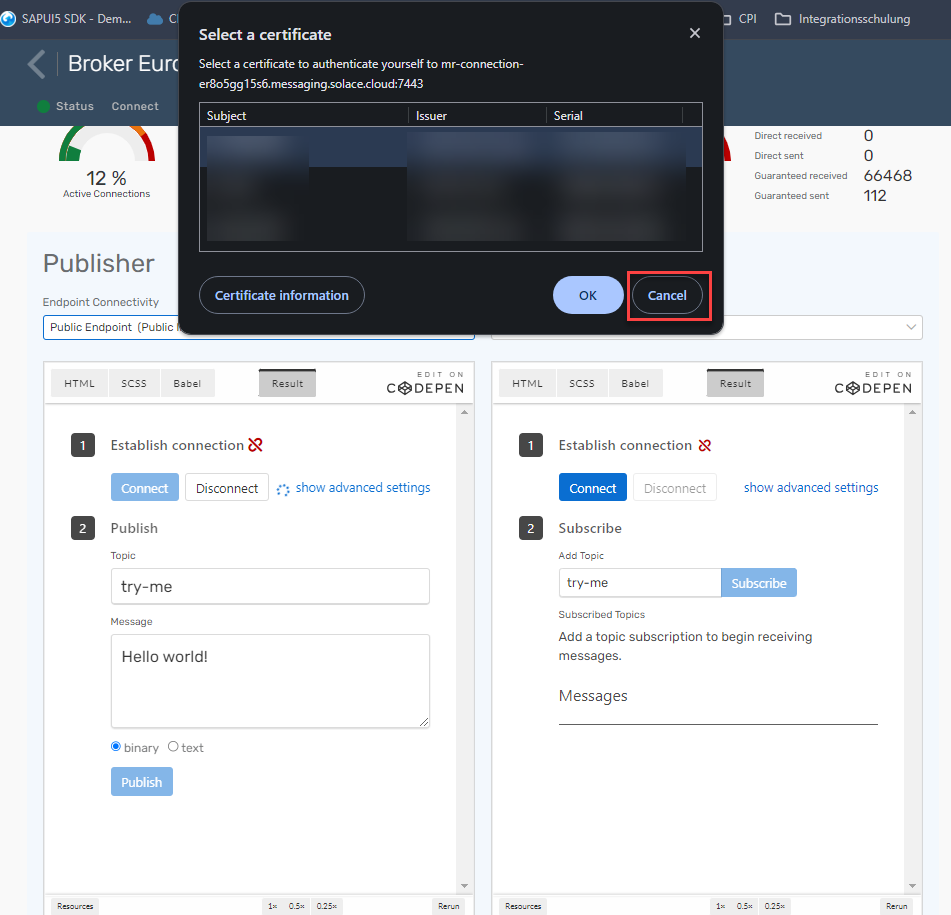 SAPUI5 SDK - Dem...
CPI
Integrationsschulung
Select a certificate
Select a certificate to authenticate yourself to mr-connection-
er8o5gg15s6.messaging.solace.cloud:7443
Subject Issuer Serial
Certificate information
OK
Cancel
Broker Euro
Status Connect
12 %
Active Connections
Direct received 0
Direct sent 0
Guaranteed received 66468
Guaranteed sent 112
Publisher
Endpoint Connectivity
Public Endpoint (Public
HTML SCSS Babel Result
EDIT ON
CODEPEN
1 Establish connection
Connect Disconnect show advanced settings
2 Publish
Topic
try-me
Message
Hello world!
binary text
Publish
Resources 1× 0.5× 0.25× Rerun
HTML SCSS Babel Result
EDIT ON
CODEPEN
1 Establish connection
Connect Disconnect show advanced settings
2 Subscribe
Add Topic
try-me Subscribe
Subscribed Topics
Add a topic subscription to begin receiving
messages.
Messages
Resources 1× 0.5× 0.25× Rerun